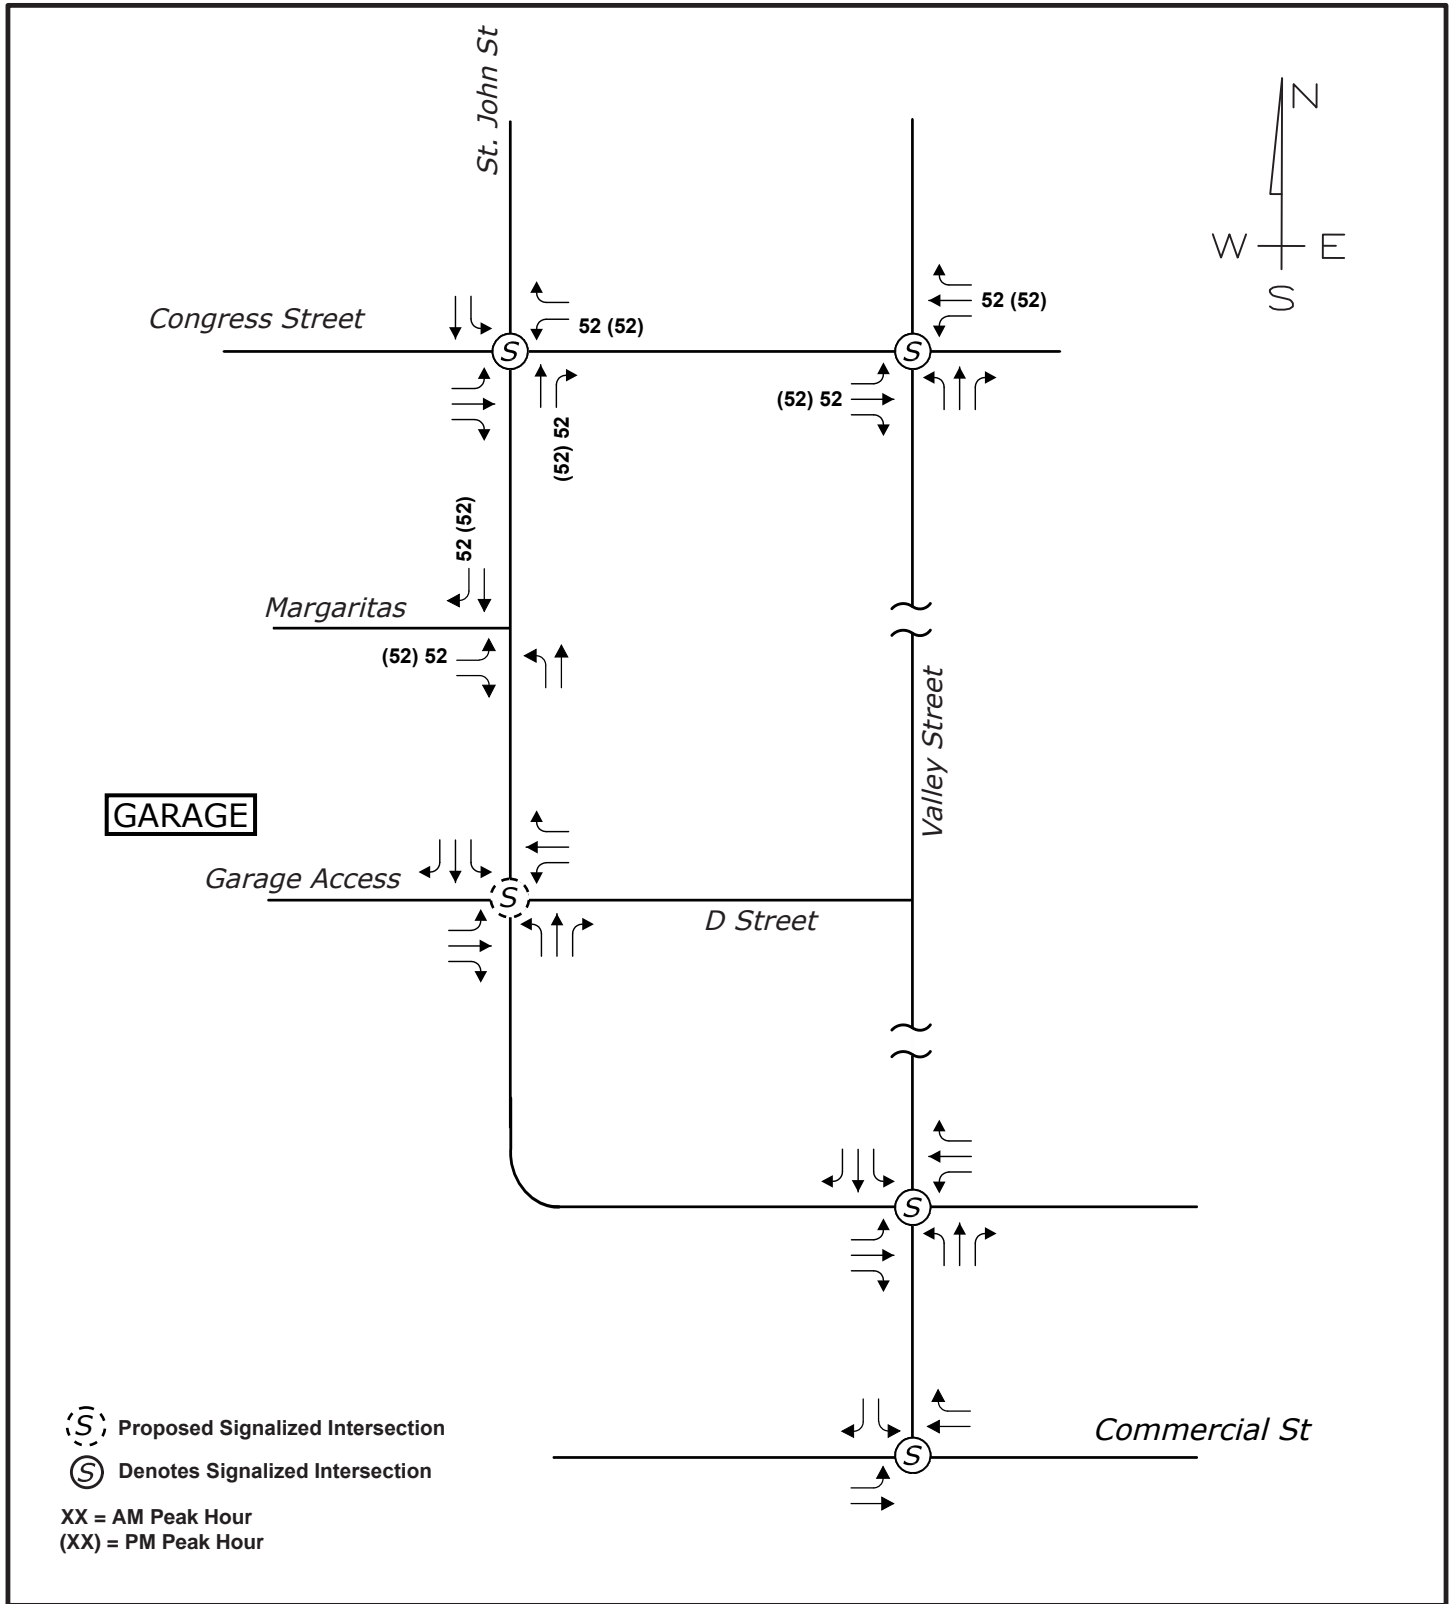 St. John St
N
W E
S
Congress Street
52 (52)
52 (52)
S
S
(52) 52
(52) 52
52 (52)
Margaritas
(52) 52
Valley Street
GARAGE
Garage Access
S
D Street
S
S Proposed Signalized Intersection
Commercial St
S
S Denotes Signalized Intersection
XX = AM Peak Hour
(XX) = PM Peak Hour